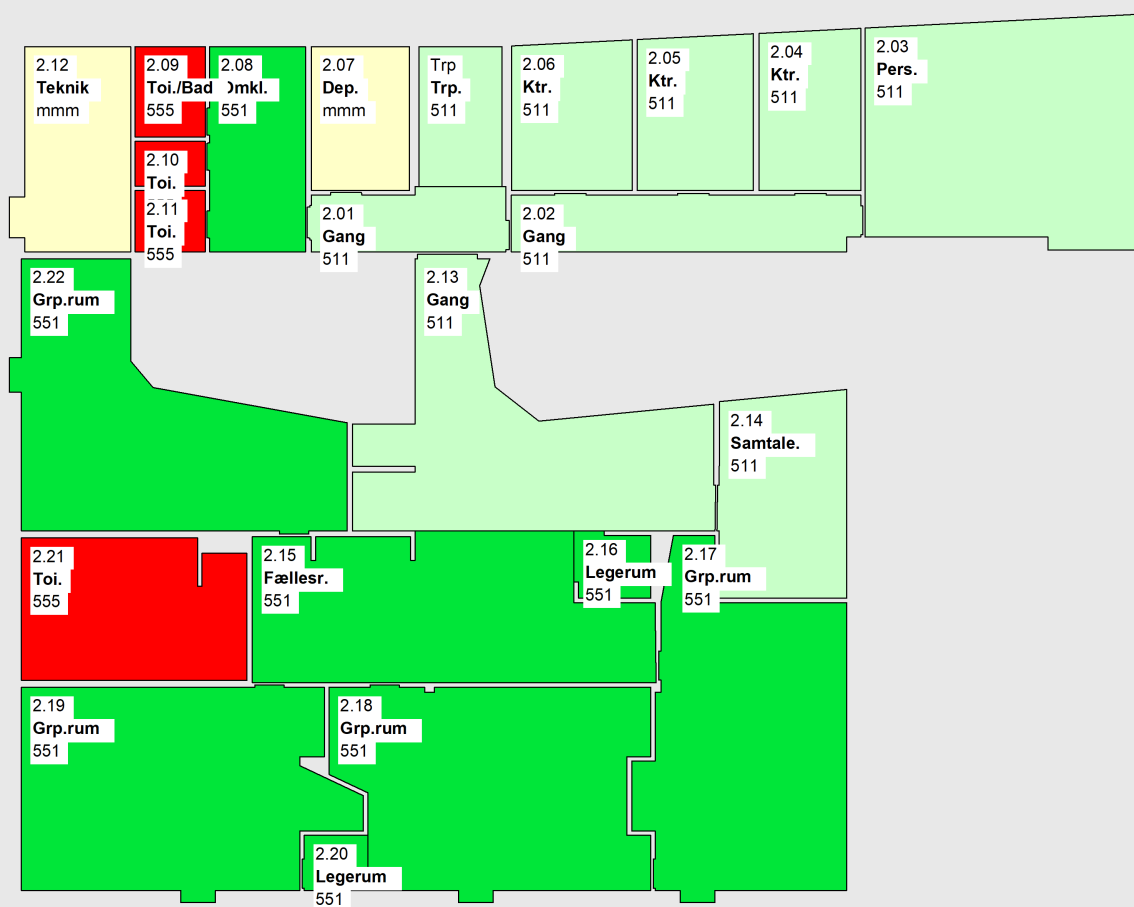 2.12
Teknik
mmm
2.09
Toi./Bad
555
2.08
Omkl.
551
2.07
Dep.
mmm
Trp
Trp.
511
2.06
Ktr.
511
2.05
Ktr.
511
2.04
Ktr.
511
2.03
Pers.
511
2.10
Toi.
2.11
Toi.
555
2.01
Gang
511
2.02
Gang
511
2.22
Grp.rum
551
2.13
Gang
511
2.14
Samtale.
511
2.21
Toi.
555
2.15
Fællesr.
551
2.16
Legerum
551
2.17
Grp.rum
551
2.19
Grp.rum
551
2.18
Grp.rum
551
2.20
Legerum
551